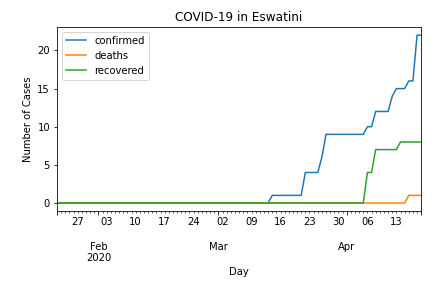 COVID-19 in Eswatini
confirmed
deaths
recovered
Number of Cases
20
15
10
5
0
27 03 10 17 24 02 09 16 23 30 06 13
Feb Mar Apr
2020
Day